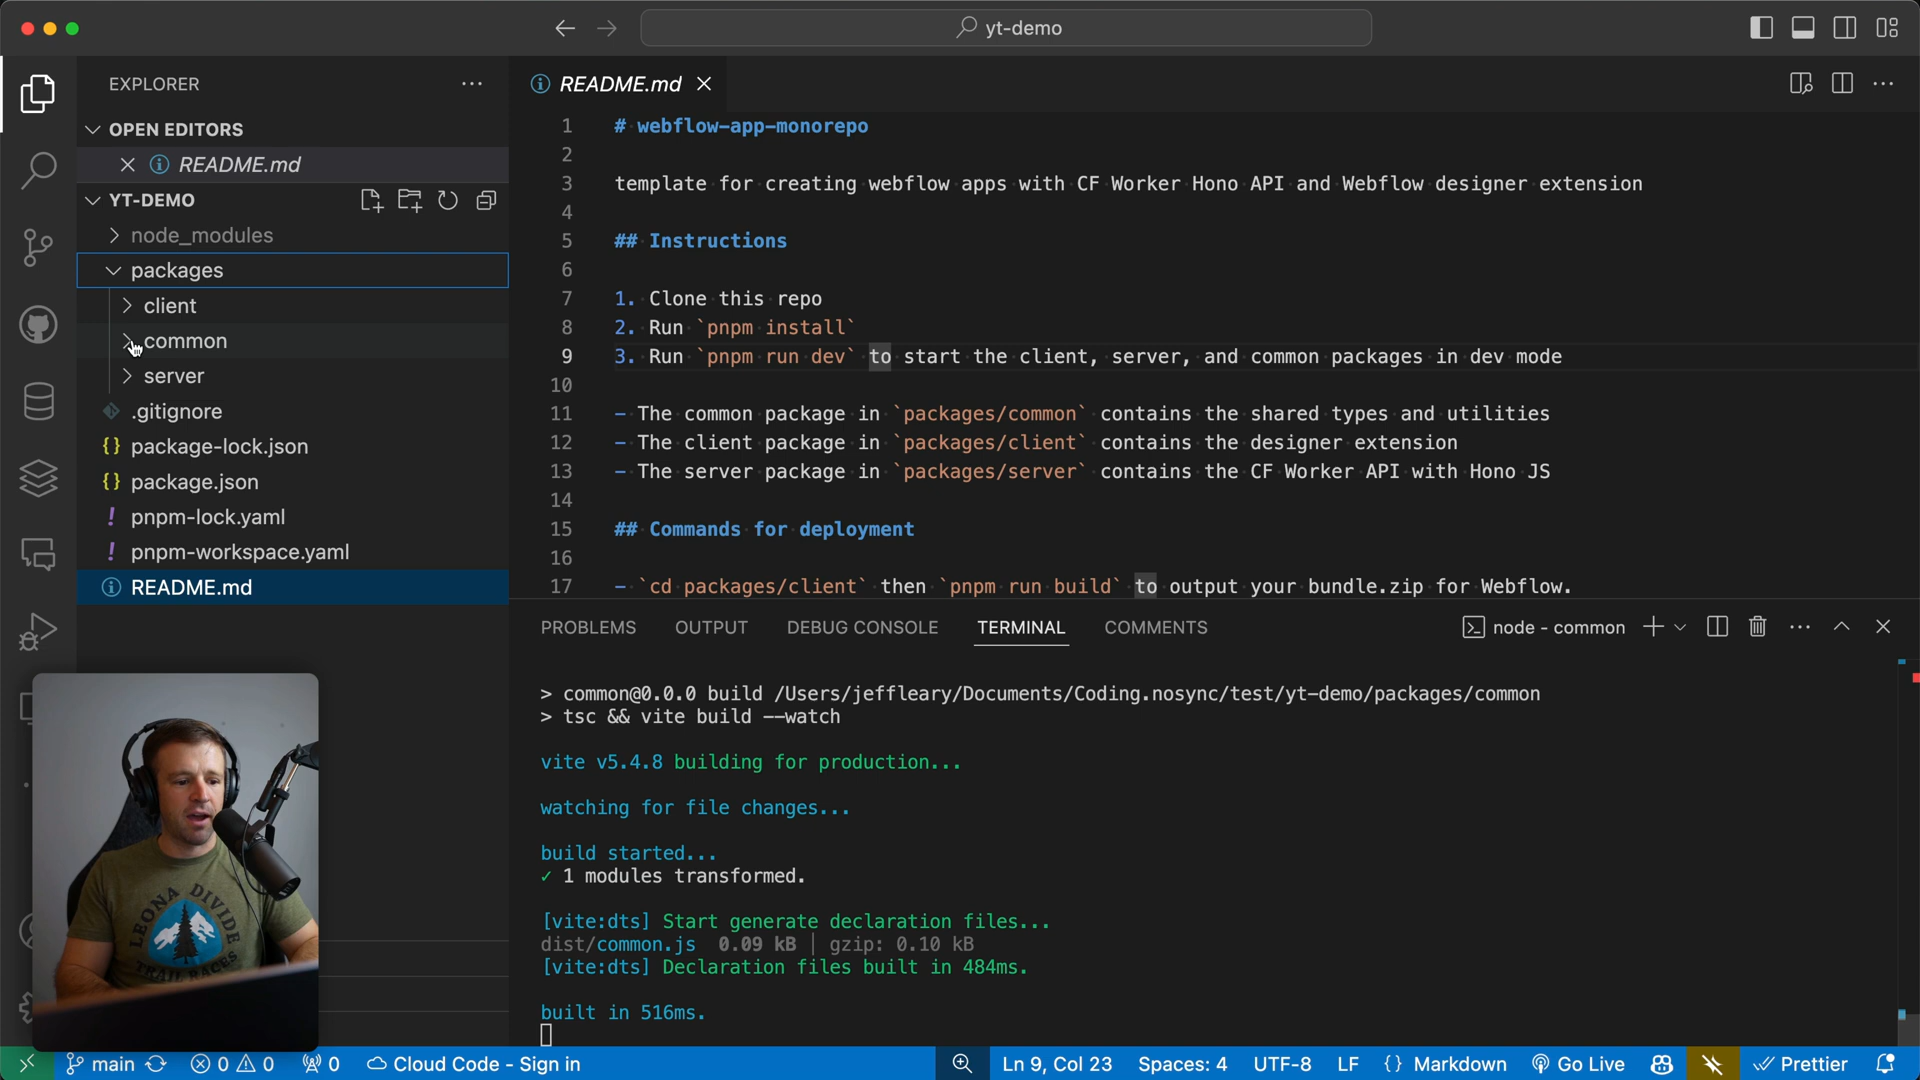 yt-demo
EXPLORER
OPEN EDITORS
README.md
YT-DEMO
node_modules
packages
client
common
server
.gitignore
package-lock.json
package.json
pnpm-lock.yaml
pnpm-workspace.yaml
README.md
README.md
1 # webflow-app-monorepo
2
3 template for creating webflow apps with CF Worker Hono API and Webflow designer extension
4
5 ## Instructions
6
7 1. Clone this repo
8 2. Run `pnpm install`
9 3. Run `pnpm run dev` to start the client, server, and common packages in dev mode
10
11 - The common package in `packages/common` contains the shared types and utilities
12 - The client package in `packages/client` contains the designer extension
13 - The server package in `packages/server` contains the CF Worker API with Hono JS
14
15 ## Commands for deployment
16
17 - `cd packages/client` then `pnpm run build` to output your bundle.zip for Webflow.
PROBLEMS OUTPUT DEBUG CONSOLE TERMINAL COMMENTS node - common
> common@0.0.0 build /Users/jeffleary/Documents/Coding.nosync/test/yt-demo/packages/common
> tsc && vite build --watch
vite v5.4.8 building for production...
watching for file changes...
build started...
✓ 1 modules transformed.
[vite:dts] Start generate declaration files...
dist/common.js 0.09 kB | gzip: 0.10 kB
[vite:dts] Declaration files built in 484ms.
built in 516ms.
LEONA DIVIDE
TRAIL RACES
main 0 0 0 Cloud Code - Sign in Ln 9, Col 23 Spaces: 4 UTF-8 LF {} Markdown Go Live Prettier